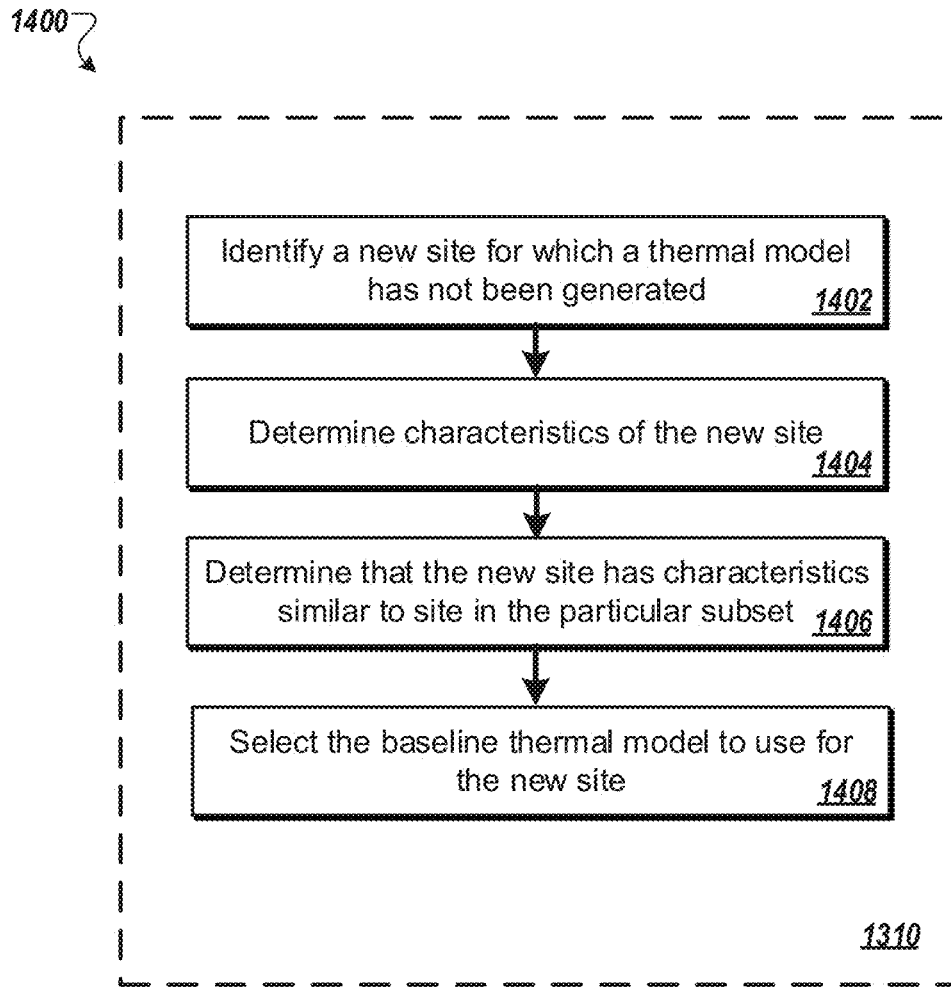 1400
Identify a new site for which a thermal model
has not been generated
1402
Determine characteristics of the new site
1404
Determine that the new site has characteristics
similar to site in the particular subset
1406
Select the baseline thermal model to use for
the new site
1408
1310